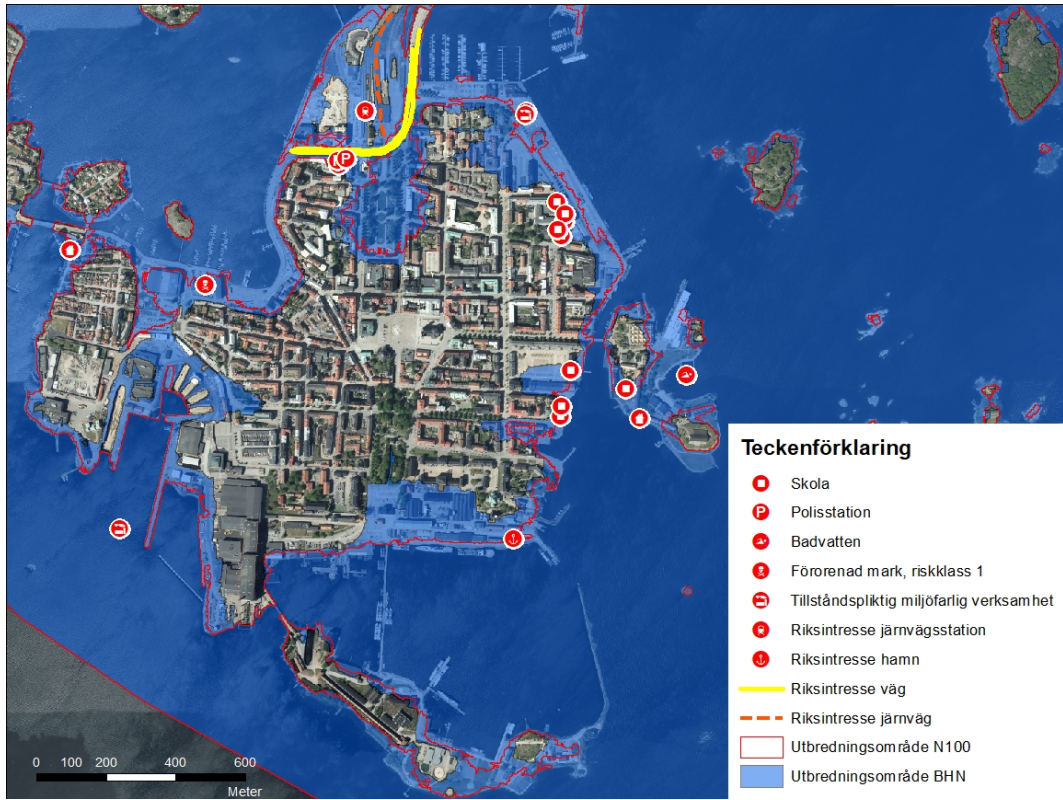 Teckenförklaring
Skola
Polisstation
Badvatten
Förorenad mark, riskklass 1
Tillståndspliktig miljöfarlig verksamhet
Riksintresse järnvägsstation
Riksintresse hamn
Riksintresse väg
Riksintresse järnväg
Utbredningsområde N100
Utbredningsområde BHN
0 100 200 400 600
Meter
P